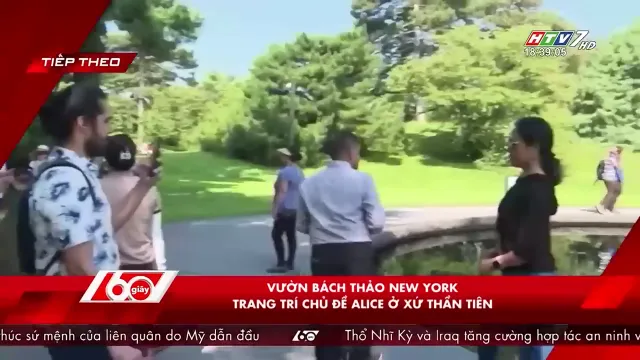 TIẾP THEO
HTV7 HD
18:39:05
60 giây
VƯỜN BÁCH THẢO NEW YORK
TRANG TRÍ CHỦ ĐỀ ALICE Ở XỨ THẦN TIÊN
húc sứ mệnh của liên quân do Mỹ dẫn đầu 60 Thổ Nhĩ Kỳ và Iraq tăng cường hợp tác an ninh v